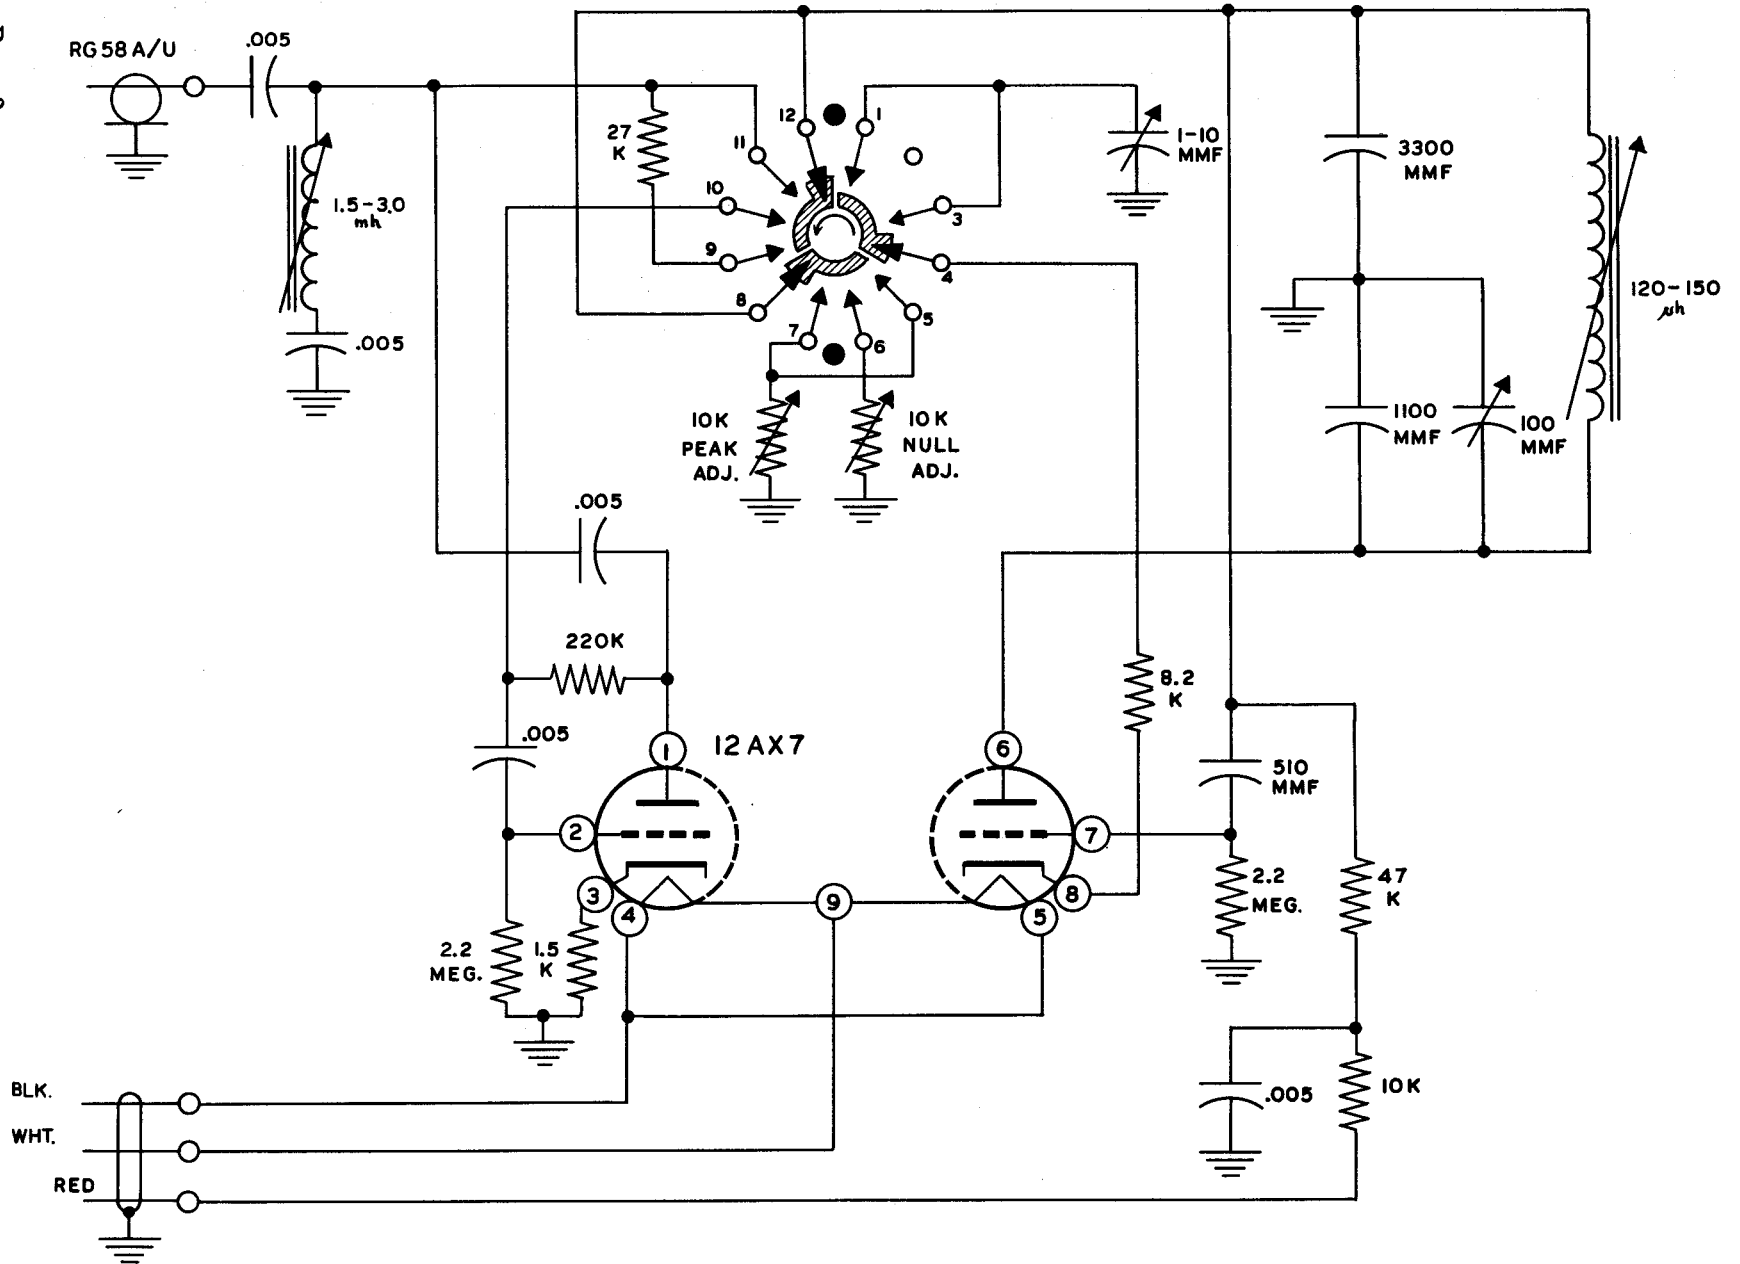 RG58A/U
.005
27
K
12
1
11
1-10
MMF
3300
MMF
10
3
1.5-3.0
mh
9
4
8
5
7
6
120-150
μh
.005
10K
PEAK
ADJ.
10K
NULL
ADJ.
1100
MMF
100
MMF
.005
220K
8.2
K
.005
1
12AX7
6
510
MMF
2
7
3
4
9
8
5
2.2
MEG.
47
K
2.2
MEG.
1.5
K
BLK.
.005
10K
WHT.
RED